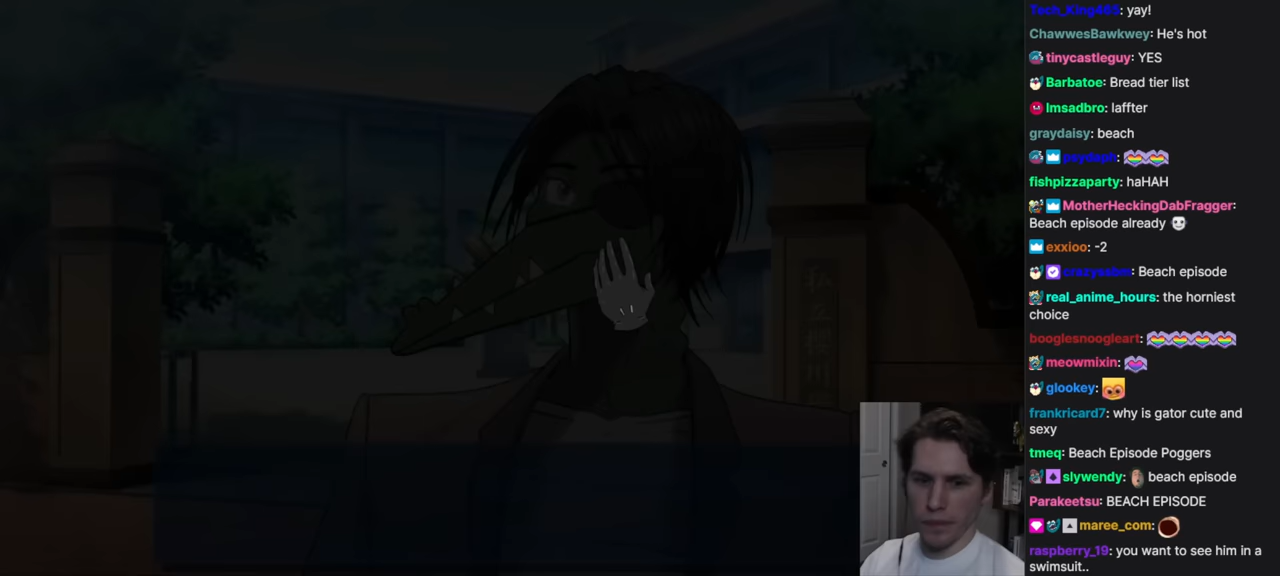 Tech_King465: yay!
ChawwesBawkwey: He's hot
tinycastleguy: YES
Barbatoe: Bread tier list
lmsadbro: laffter
graydaisy: beach
psydaph:
fishpizzaparty: haHAH
MotherHeckingDabFragger:
Beach episode already
exxioo: -2
crazysabm: Beach episode
real_anime_hours: the horniest
choice
booglesnoogleart:
meowmixin:
glookey:
frankricard7: why is gator cute and
sexy
tmeq: Beach Episode Poggers
slywendy: beach episode
Parakeetsu: BEACH EPISODE
maree_com:
raspberry_19: you want to see him in a
swimsuit..